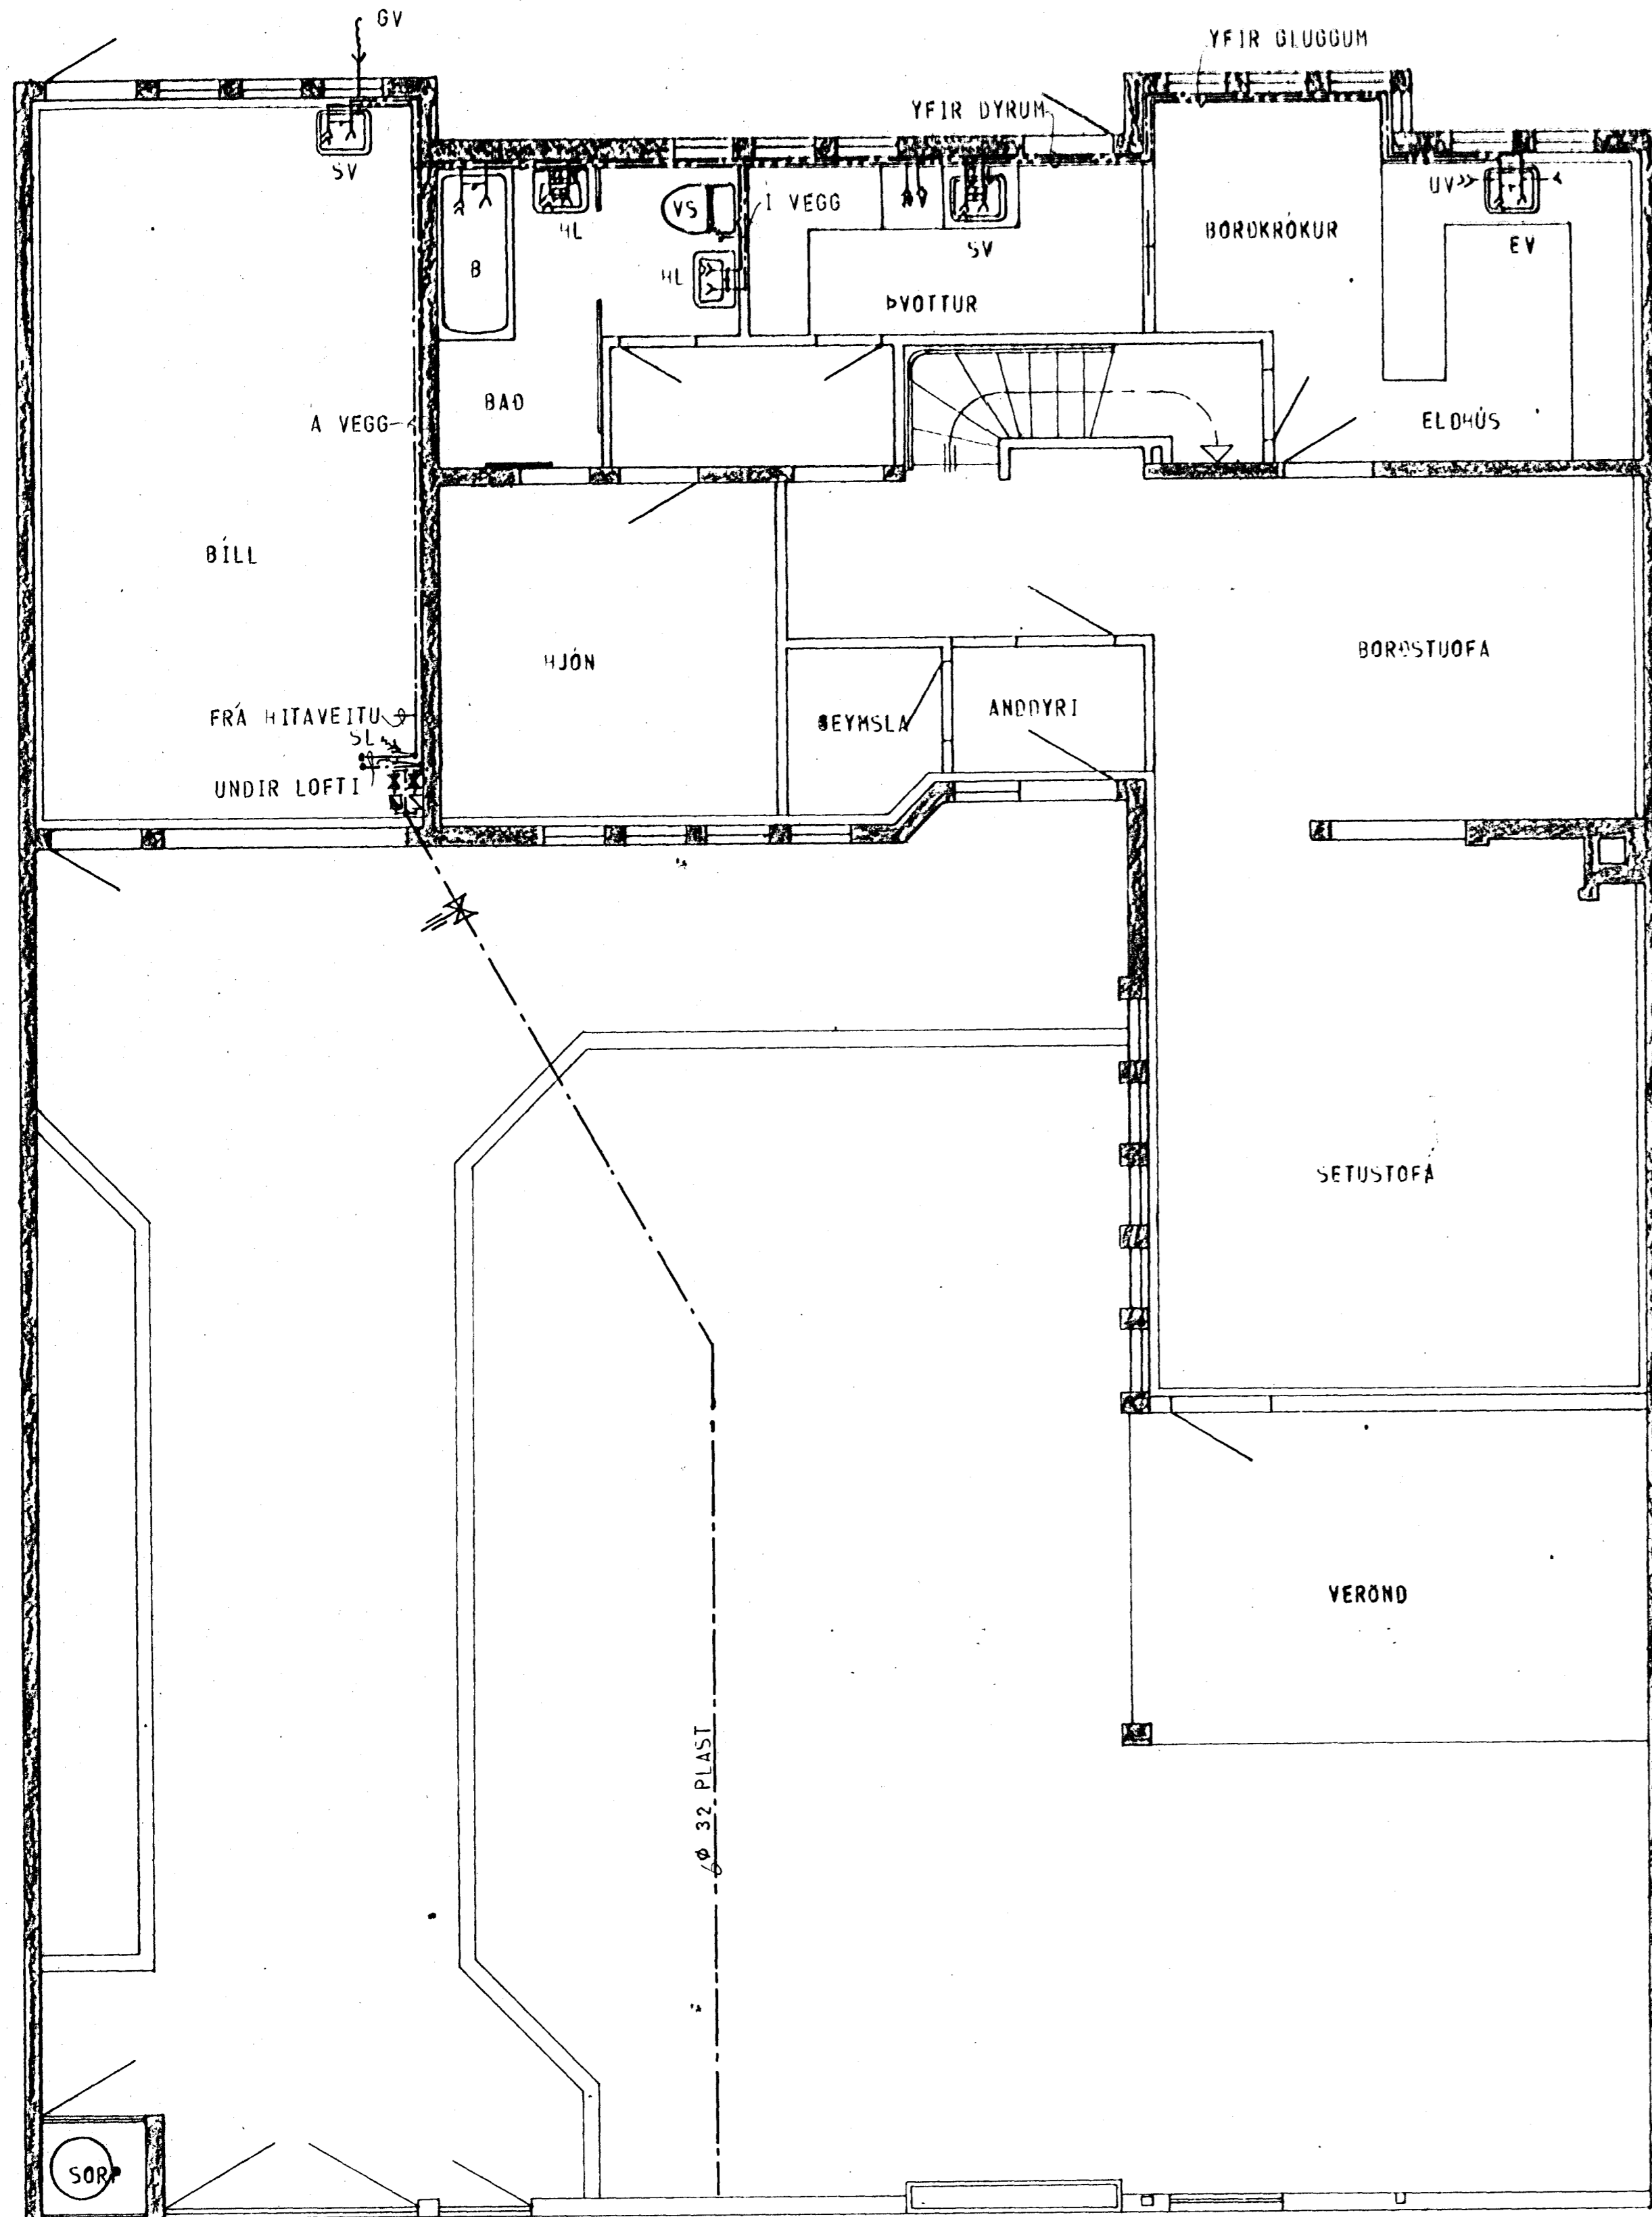 GV
YFIR GLUGGUM
YFIR DYRUM
SV
HL
VS
Í VEGG
BORÐKRÓKUR
UV
B
HL
SV
EV
ÞVOTTUR
BAÐ
Á VEGG
ELDHÚS
BÍLL
HJÓN
BORÐSTUOFA
GEYMSLA
ANDDYRI
FRÁ HITAVEITU
SL
UNDIR LOFTI
SETUSTOFA
VERÖND
Ø 32 PLAST
SORP